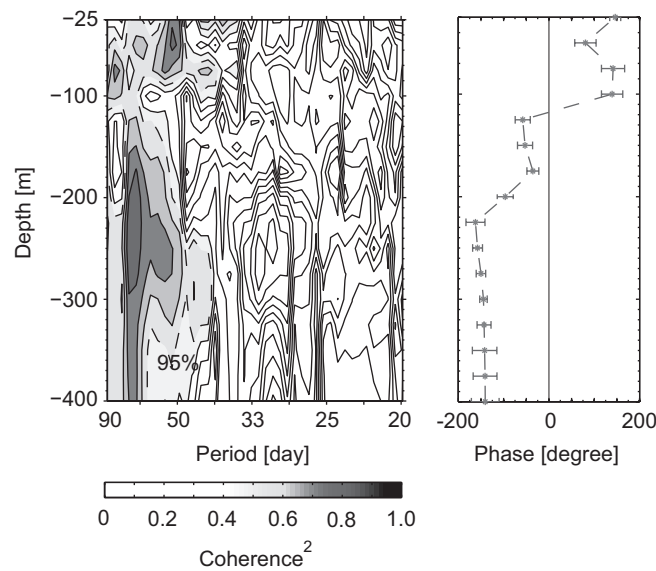 −25
−100
−200
−300
−400
Depth [m]
95%
90 50 33 25 20
Period [day]
-200 0 200
Phase [degree]
0 0.2 0.4 0.6 0.8 1.0
Coherence²